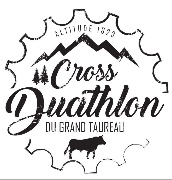 ALTITUDE 1323
Cross
Duathlon
DU GRAND TAUREAU